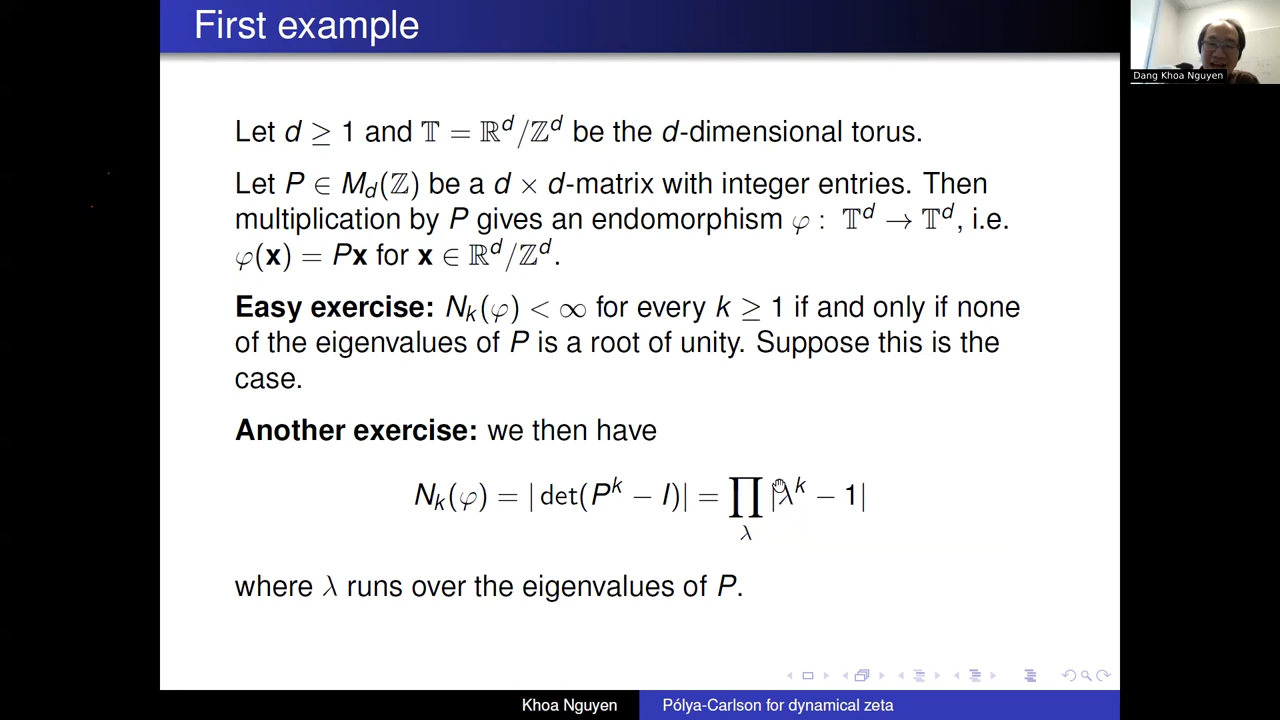 First example
Dang Khoa Nguyen
Let d ≥ 1 and 𝕋 = ℝ^d/ℤ^d be the d-dimensional torus.
Let P ∈ M_d(ℤ) be a d × d-matrix with integer entries. Then
multiplication by P gives an endomorphism φ : 𝕋^d → 𝕋^d, i.e.
φ(x) = Px for x ∈ ℝ^d/ℤ^d.
Easy exercise: N_k(φ) < ∞ for every k ≥ 1 if and only if none
of the eigenvalues of P is a root of unity. Suppose this is the
case.
Another exercise: we then have
N_k(φ) = | det(P^k − I)| = ∏_λ |λ^k − 1|
where λ runs over the eigenvalues of P.
Khoa Nguyen
Pólya-Carlson for dynamical zeta